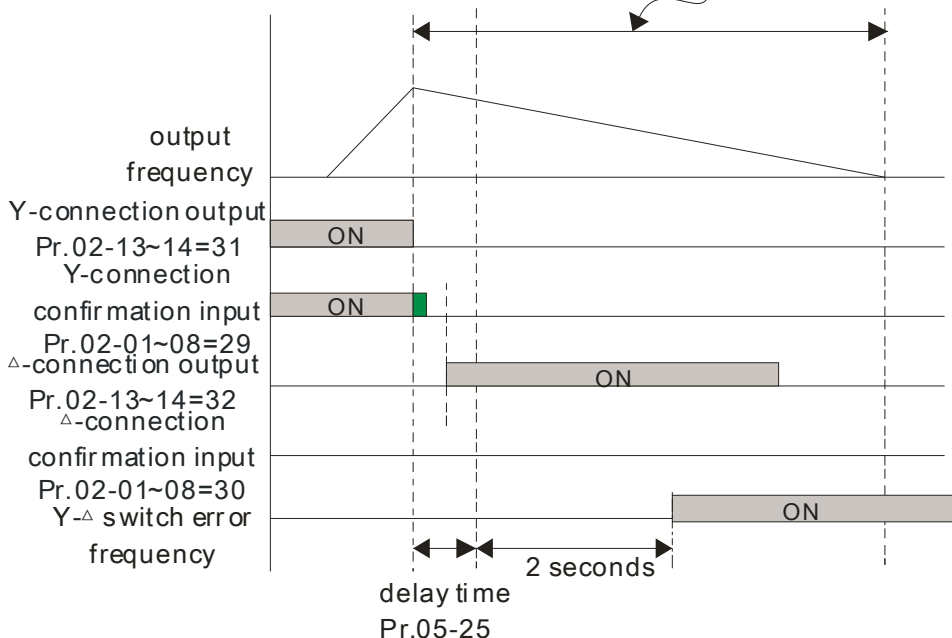 output
frequency
Y-connection output
Pr.02-13~14=31
ON
Y-connection
confirmation input
Pr.02-01~08=29
ON
△-connection output
Pr.02-13~14=32
ON
△-connection
confirmation input
Pr.02-01~08=30
Y-△ switch error
frequency
ON
2 seconds
delay time
Pr.05-25